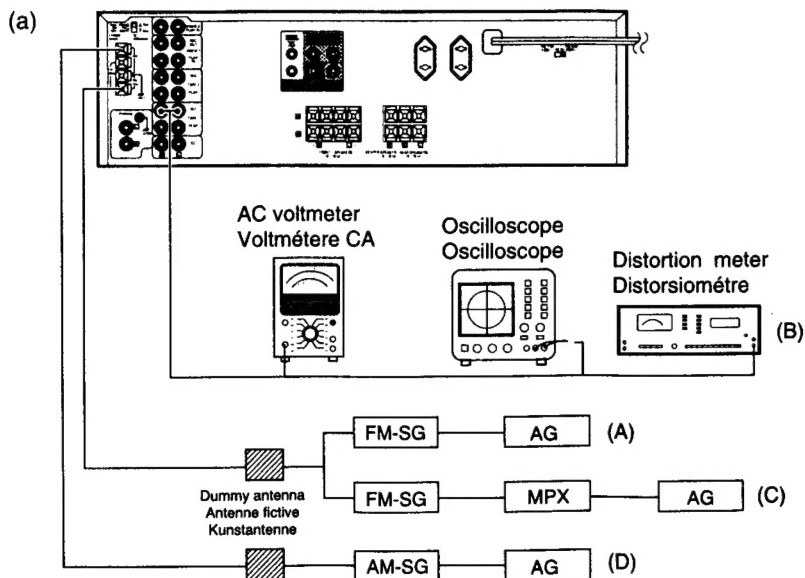 (a)
AC voltmeter
Voltmétere CA
Oscilloscope
Oscilloscope
Distortion meter
Distorsiométre
(B)
FM-SG
AG
(A)
Dummy antenna
Antenne fictive
Kunstantenne
FM-SG
MPX
AG
(C)
AM-SG
AG
(D)